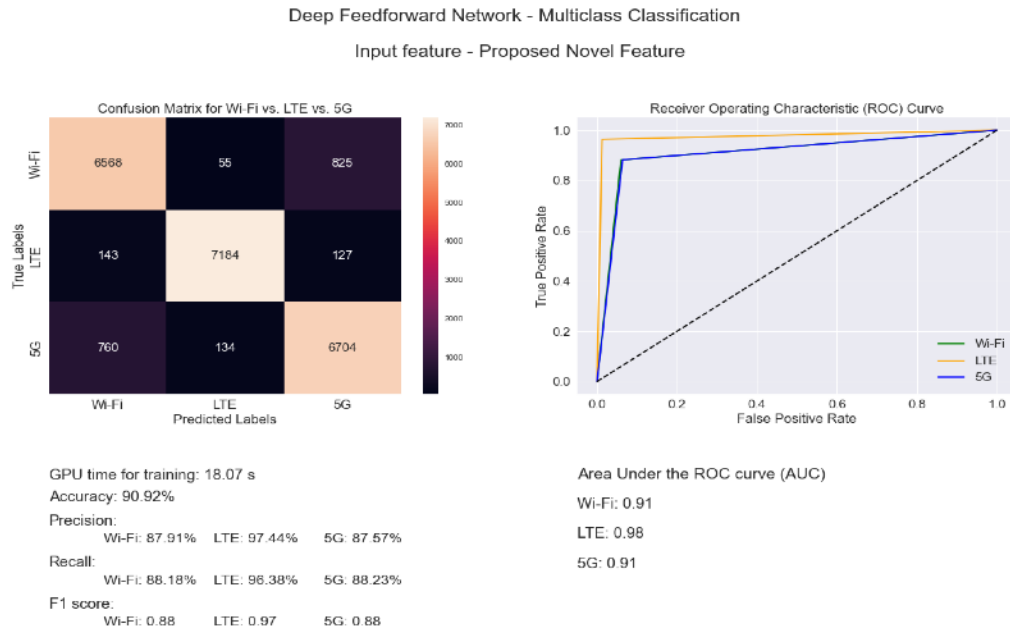 Deep Feedforward Network - Multiclass Classification
Input feature - Proposed Novel Feature
Confusion Matrix for Wi-Fi vs. LTE vs. 5G
Wi-Fi 6568 55 825
LTE 143 7184 127
5G 760 134 6704
True Labels
Wi-Fi LTE 5G
Predicted Labels
7000
6000
5000
4000
3000
2000
1000
Receiver Operating Characteristic (ROC) Curve
1.0
0.8
0.6
0.4
0.2
0.0
True Positive Rate
0.0 0.2 0.4 0.6 0.8 1.0
False Positive Rate
Wi-Fi
LTE
5G
GPU time for training: 18.07 s
Accuracy: 90.92%
Precision:
Wi-Fi: 87.91% LTE: 97.44% 5G: 87.57%
Recall:
Wi-Fi: 88.18% LTE: 96.38% 5G: 88.23%
F1 score:
Wi-Fi: 0.88 LTE: 0.97 5G: 0.88
Area Under the ROC curve (AUC)
Wi-Fi: 0.91
LTE: 0.98
5G: 0.91